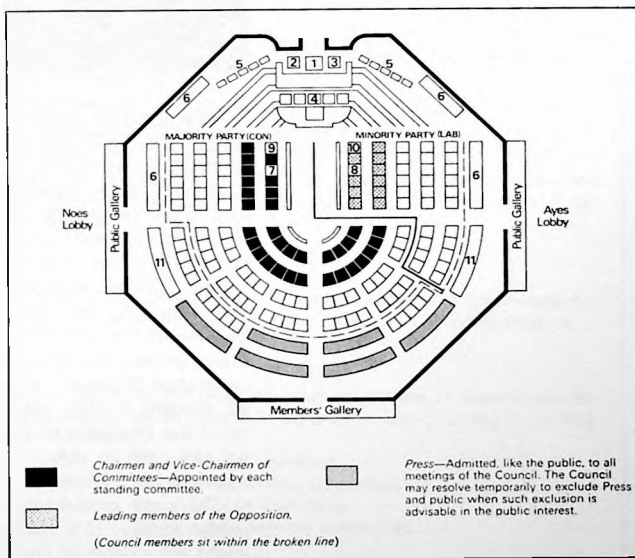 2 1 3
5 5
6 4 6
MAJORITY PARTY (CON) MINORITY PARTY (LAB)
9 10
7 8
6 6
Noes
Lobby
Public Gallery
Ayes
Lobby
Public Gallery
11 11
Members' Gallery
Chairmen and Vice-Chairmen of
Committees—Appointed by each
standing committee.
Leading members of the Opposition.
(Council members sit within the broken line)
Press—Admitted, like the public, to all
meetings of the Council. The Council
may resolve temporarily to exclude Press
and public when such exclusion is
advisable in the public interest.